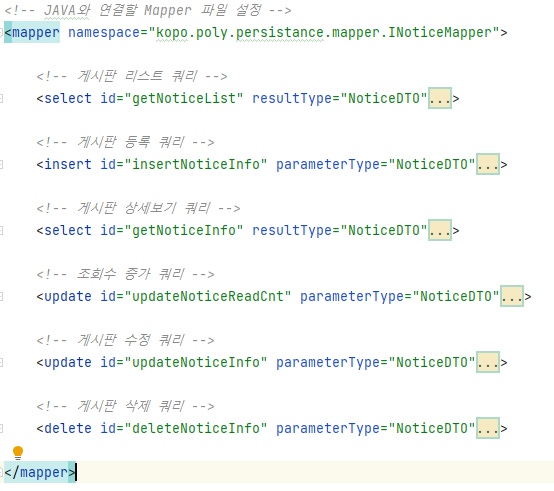 <!-- JAVA와 연결할 Mapper 파일 설정 -->
<mapper namespace="kopo.poly.persistance.mapper.INoticeMapper">
<!-- 게시판 리스트 쿼리 -->
<select id="getNoticeList" resultType="NoticeDTO"...>
<!-- 게시판 등록 쿼리 -->
<insert id="insertNoticeInfo" parameterType="NoticeDTO"...>
<!-- 게시판 상세보기 쿼리 -->
<select id="getNoticeInfo" resultType="NoticeDTO"...>
<!-- 조회수 증가 쿼리 -->
<update id="updateNoticeReadCnt" parameterType="NoticeDTO"...>
<!-- 게시판 수정 쿼리 -->
<update id="updateNoticeInfo" parameterType="NoticeDTO"...>
<!-- 게시판 삭제 쿼리 -->
<delete id="deleteNoticeInfo" parameterType="NoticeDTO"...>
</mapper>